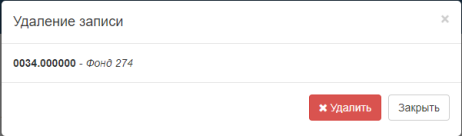 Удаление записи
×
0034.000000 - Фонд 274
✖ Удалить
Закрыть